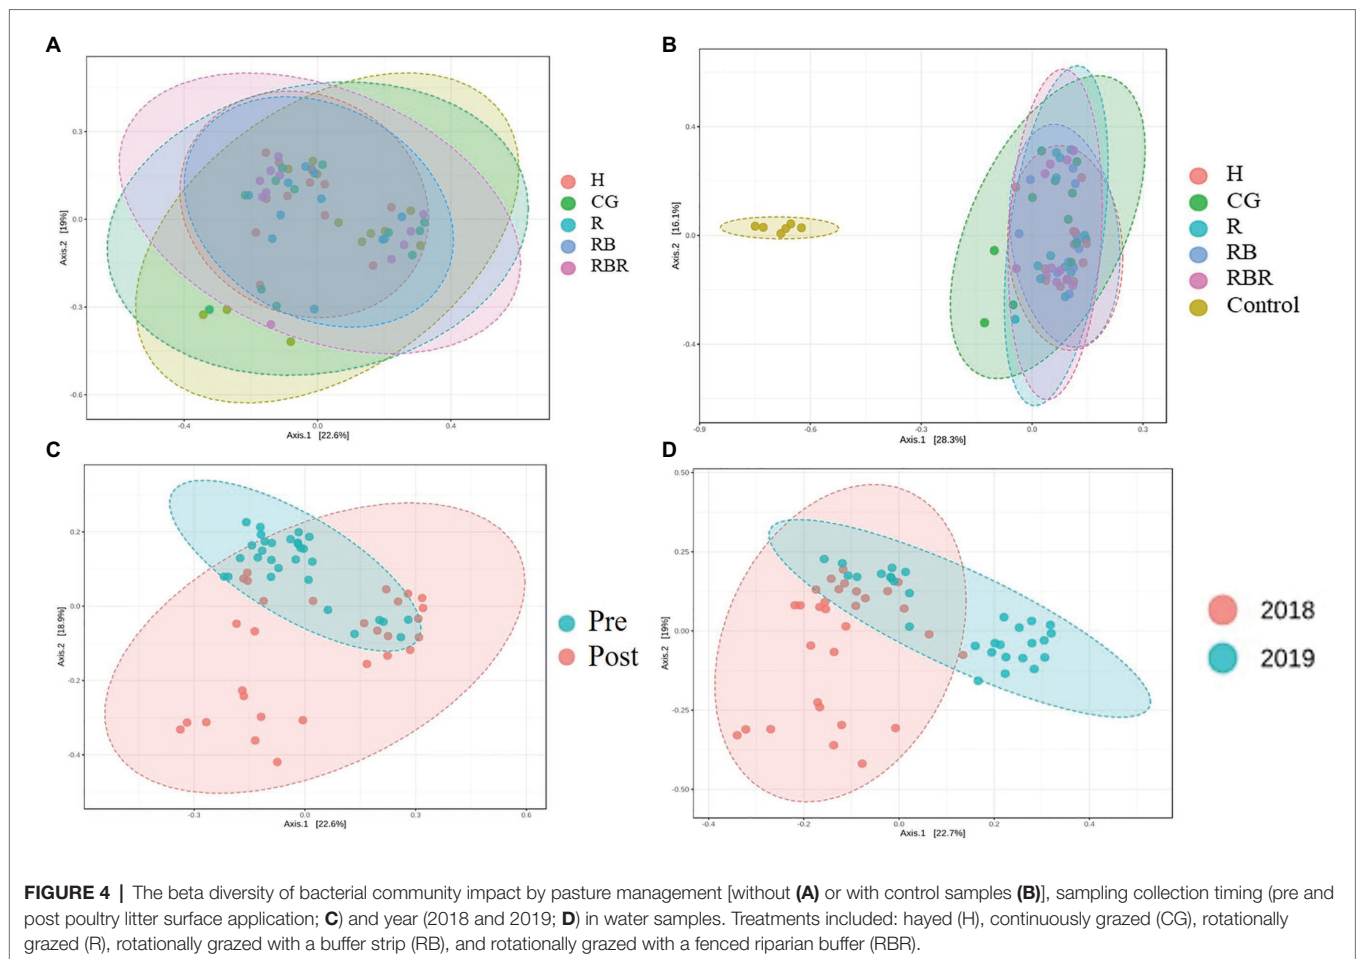 A
0.3
0.0
-0.3
-0.6
Axis.2 [19%]
-0.4
0.0
0.4
Axis.1 [22.6%]
H
CG
R
RB
RBR
B
0.4
0.0
-0.4
Axis.2 [16.1%]
-0.9
-0.6
-0.3
0.0
0.3
Axis.1 [28.3%]
H
CG
R
RB
RBR
Control
C
0.2
0.0
-0.2
-0.4
Axis.2 [18.9%]
-0.3
0.0
0.3
0.6
Axis.1 [22.6%]
Pre
Post
D
0.50
0.25
0.00
-0.25
-0.50
Axis.2 [19%]
-0.4
-0.2
0.0
0.2
0.4
Axis.1 [22.7%]
2018
2019
FIGURE 4 | The beta diversity of bacterial community impact by pasture management [without (A) or with control samples (B)], sampling collection timing (pre and
post poultry litter surface application; C) and year (2018 and 2019; D) in water samples. Treatments included: hayed (H), continuously grazed (CG), rotationally
grazed (R), rotationally grazed with a buffer strip (RB), and rotationally grazed with a fenced riparian buffer (RBR).